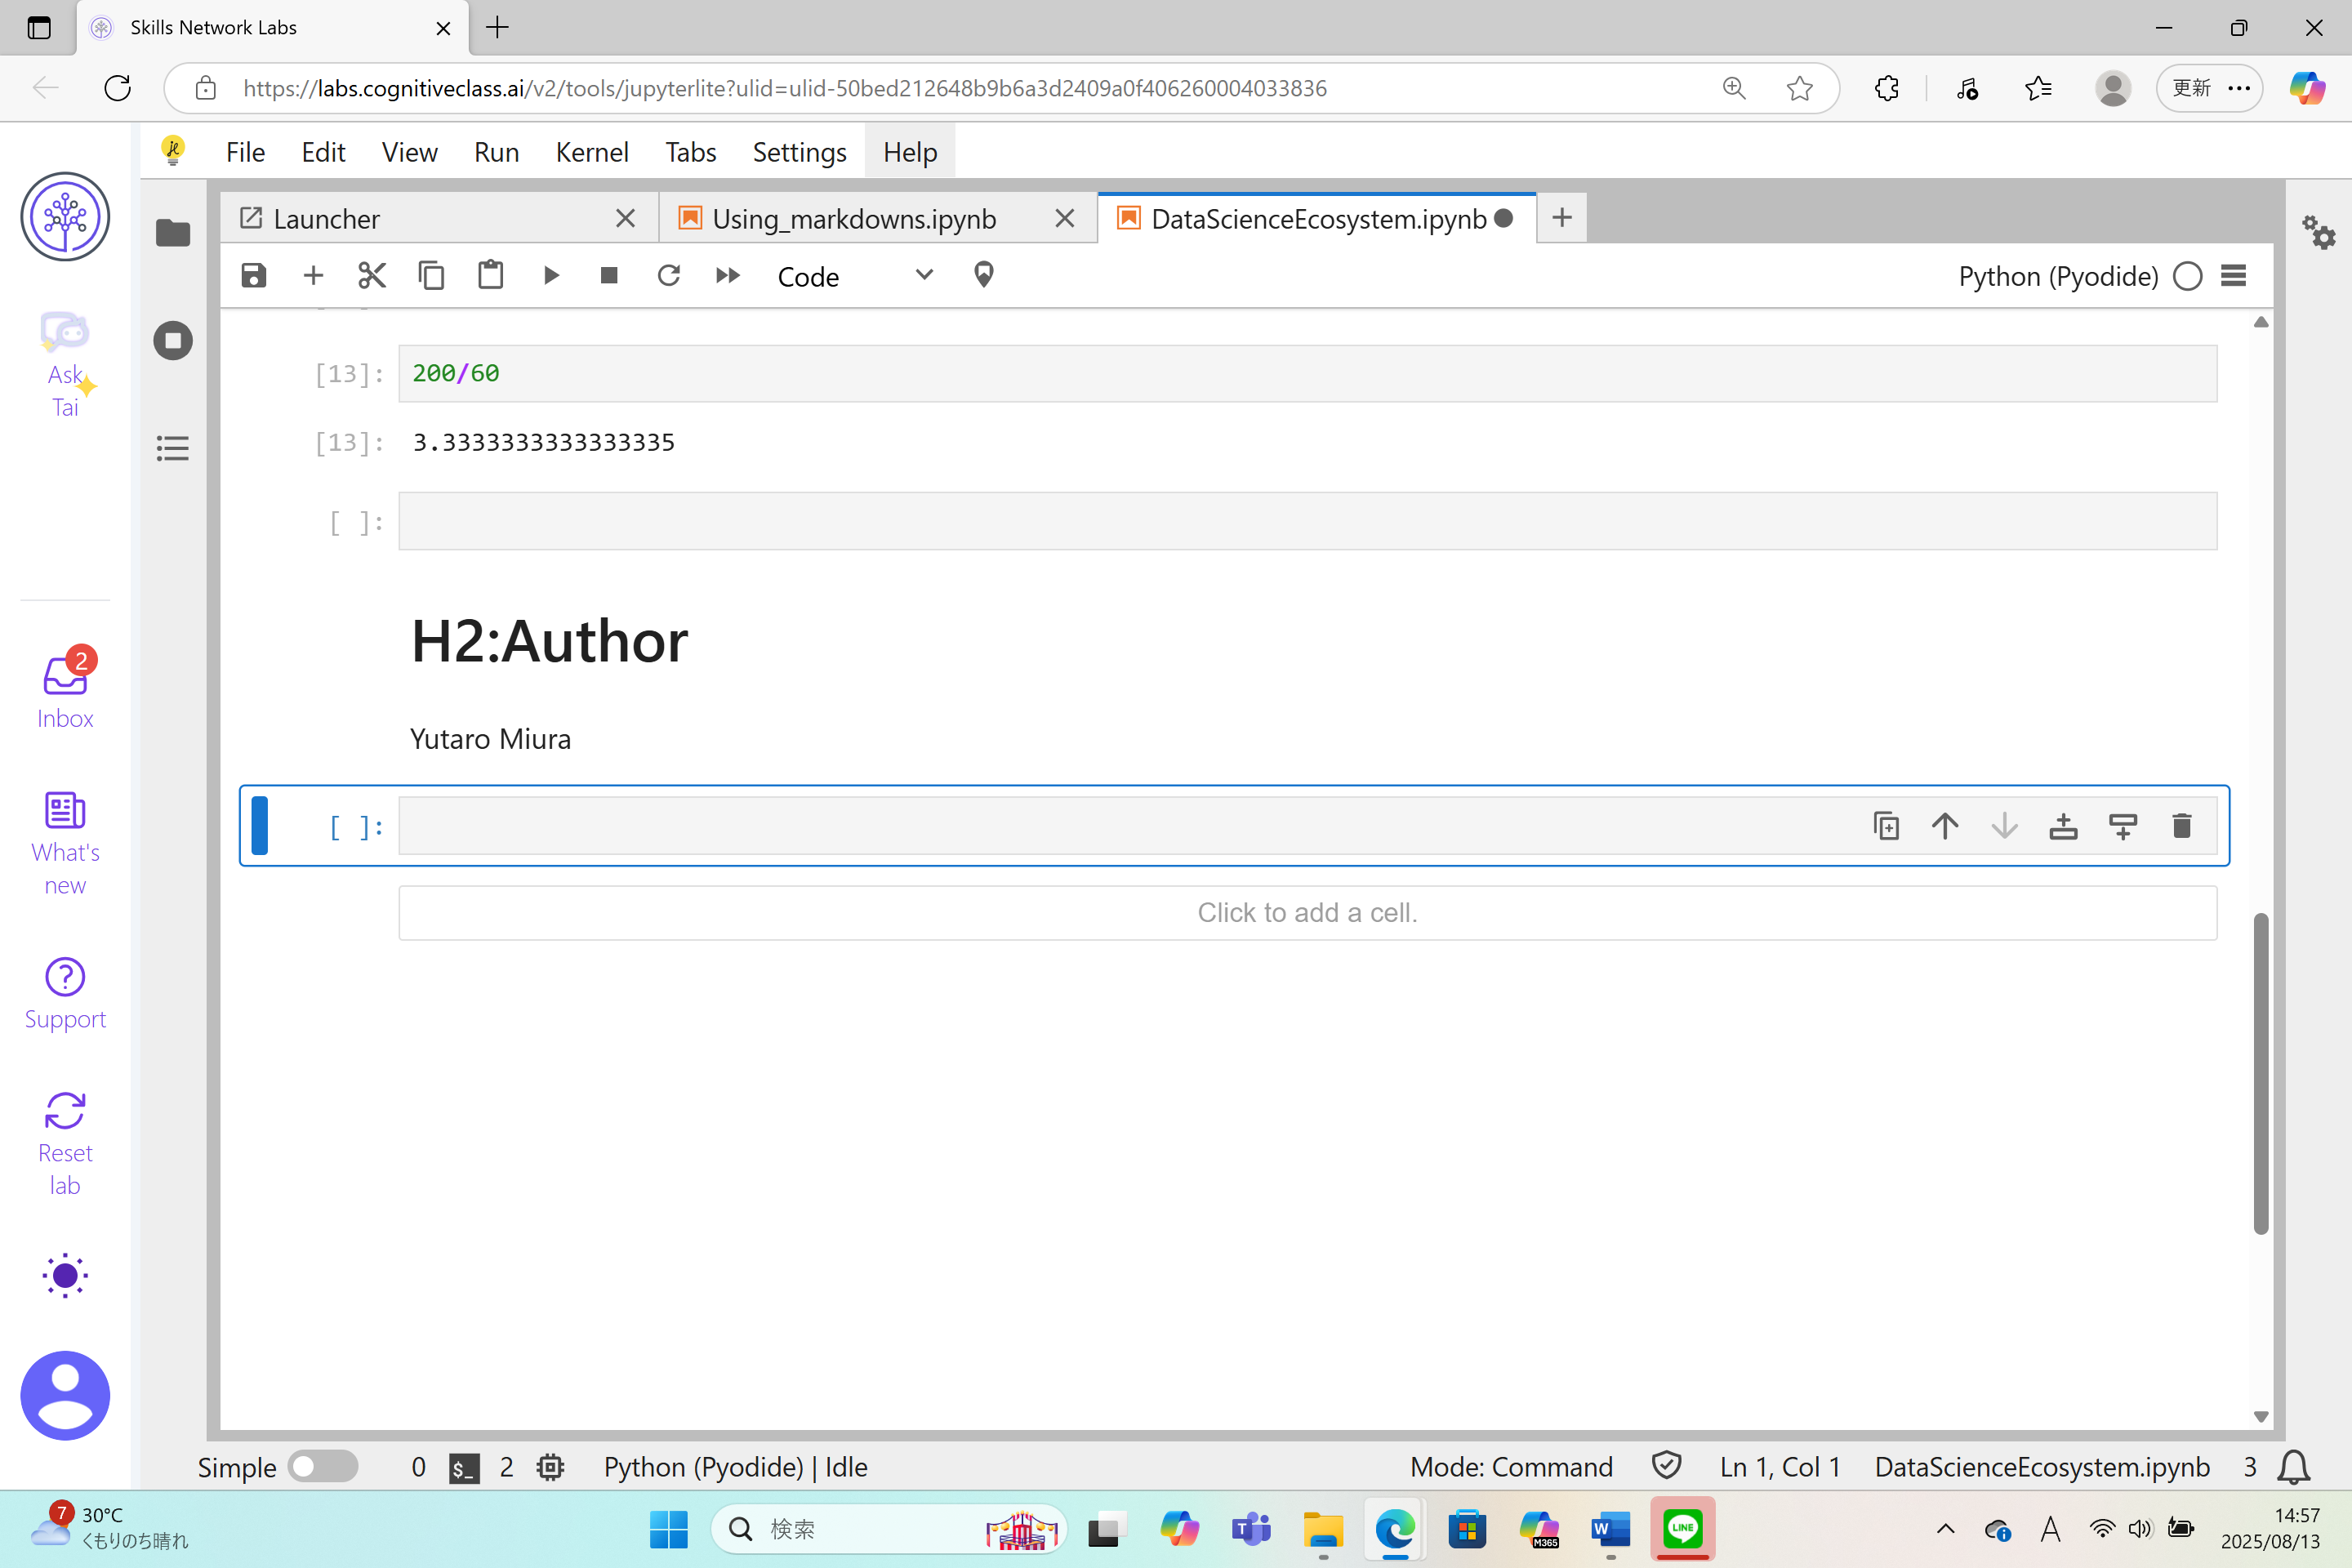 Skills Network Labs
https://labs.cognitiveclass.ai/v2/tools/jupyterlite?ulid=ulid-50bed212648b9b6a3d2409a0f406260004033836
更新
File Edit View Run Kernel Tabs Settings Help
Launcher
Using_markdowns.ipynb
DataScienceEcosystem.ipynb
Code
Python (Pyodide)
Ask
Tai
2
Inbox
What's
new
Support
Reset
lab
[13]: 200/60
[13]: 3.3333333333333335
[ ]:
H2:Author
Yutaro Miura
[ ]:
Click to add a cell.
Simple 0 $_ 2 Python (Pyodide) | Idle Mode: Command Ln 1, Col 1 DataScienceEcosystem.ipynb 3
7
30°C
くもりのち晴れ
検索
T
M365
W
LINE
A
14:57
2025/08/13